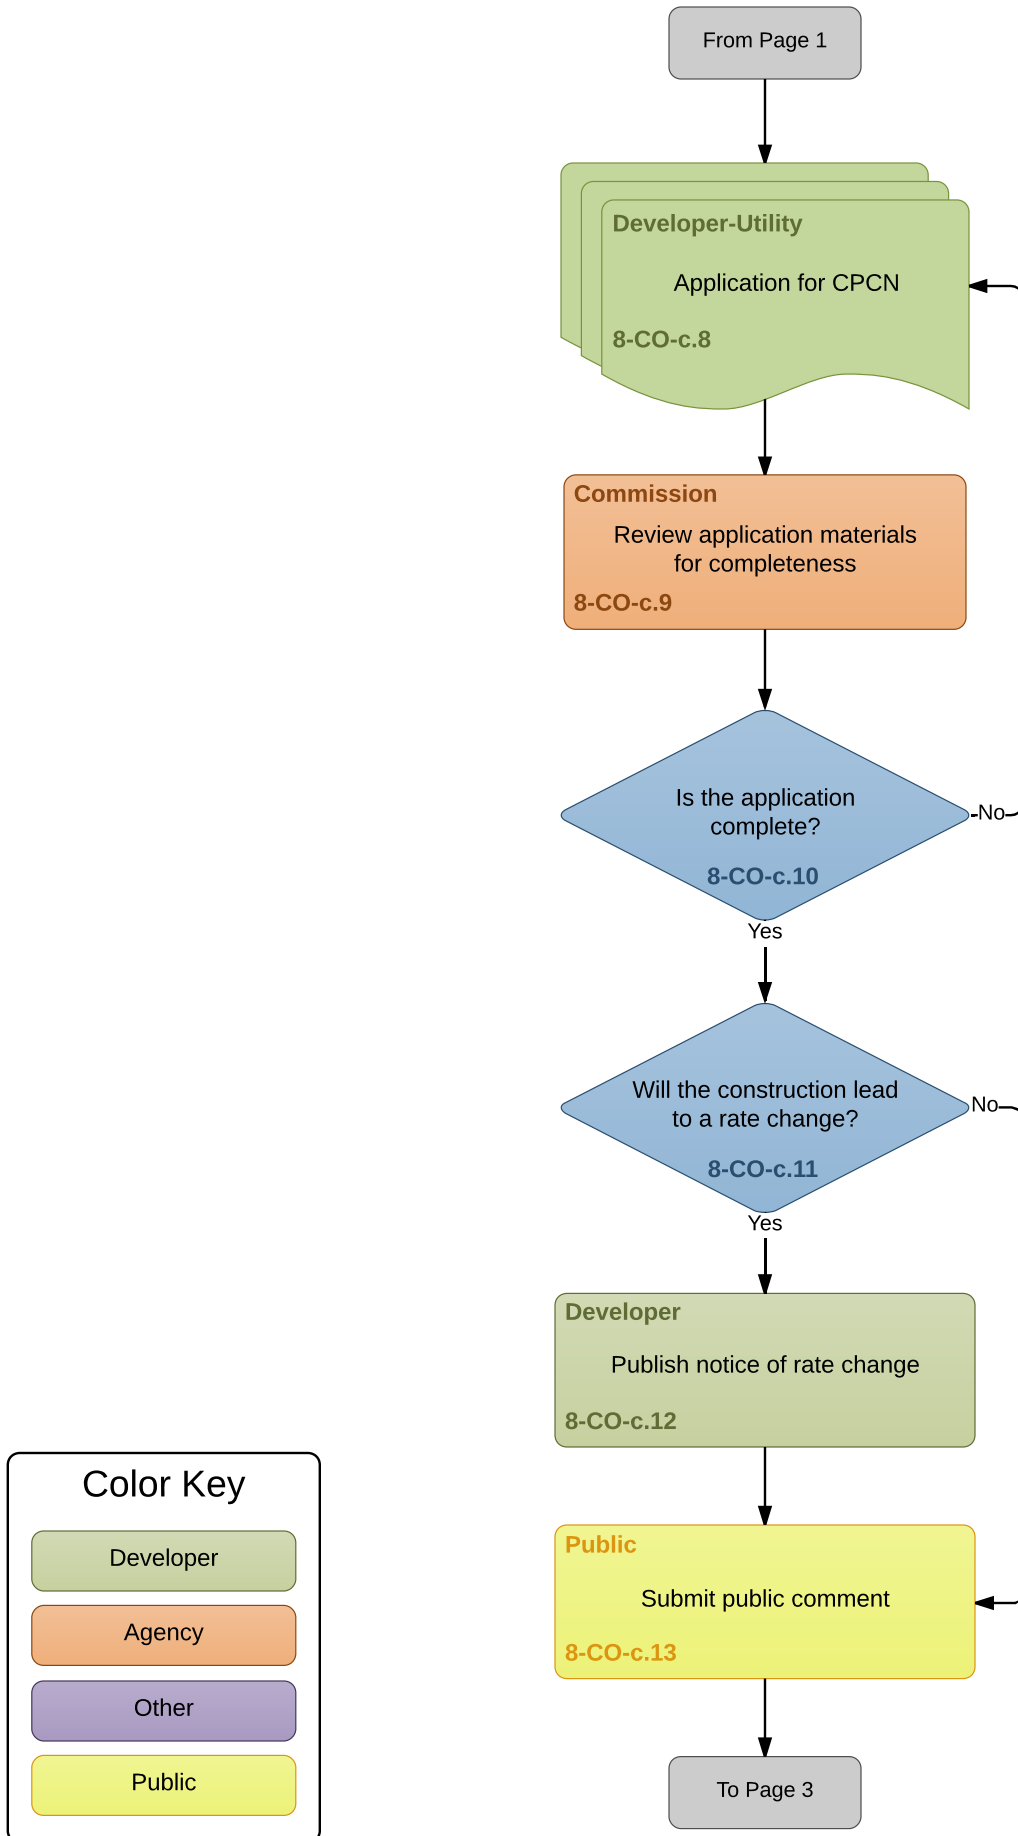 From Page 1
Developer-Utility
Application for CPCN
8-CO-c.8
Commission
Review application materials
for completeness
8-CO-c.9
Is the application
complete?
8-CO-c.10
No
Yes
Will the construction lead
to a rate change?
8-CO-c.11
No
Yes
Developer
Publish notice of rate change
8-CO-c.12
Public
Submit public comment
8-CO-c.13
To Page 3
Color Key
Developer
Agency
Other
Public